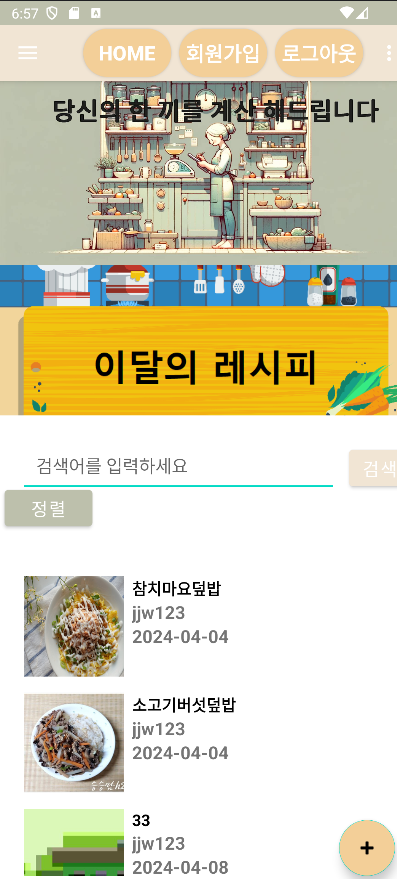 6:57
HOME 회원가입 로그아웃
당신의 한 끼를 계산 해드립니다
이달의 레시피
검색어를 입력하세요 검색
정렬
참치마요덮밥
jjw123
2024-04-04
소고기버섯덮밥
jjw123
2024-04-04
33
jjw123
2024-04-08